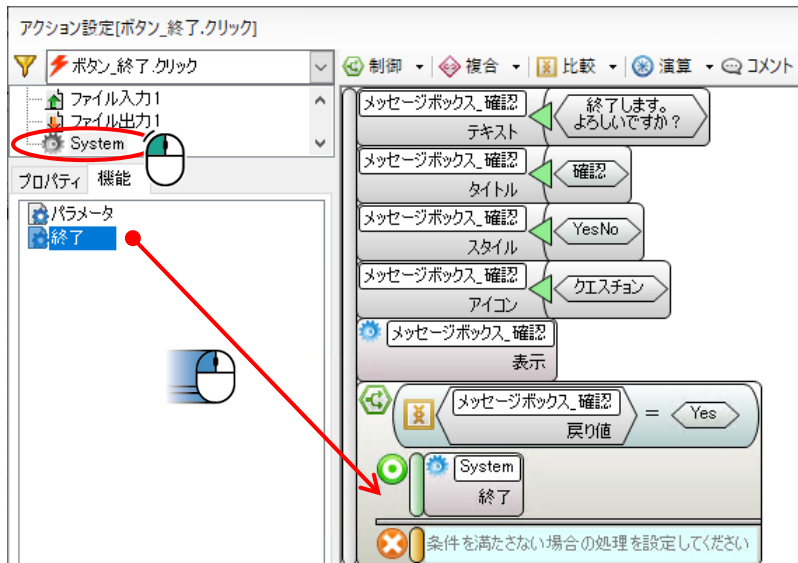 アクション設定[ボタン_終了.クリック]
ボタン_終了.クリック
制御
複合
比較
演算
コメント
ファイル入力1
ファイル出力1
System
プロパティ
機能
パラメータ
終了
メッセージボックス_確認
テキスト
終了します。
よろしいですか？
メッセージボックス_確認
タイトル
確認
メッセージボックス_確認
スタイル
YesNo
メッセージボックス_確認
アイコン
クエスチョン
メッセージボックス_確認
表示
メッセージボックス_確認
戻り値
=
Yes
System
終了
条件を満たさない場合の処理を設定してください